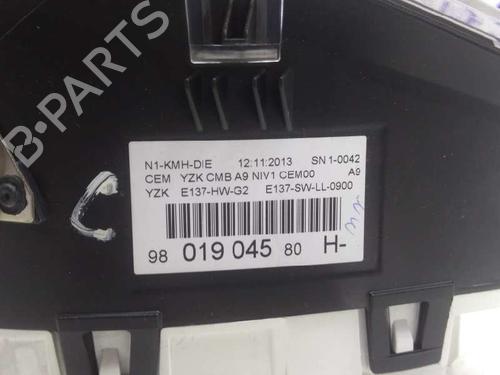 B-PARTS
N1-KMH-DIE 12:11:2013 SN 1-0042
CEM YZK CMB A9 NIV1 CEM00 A9
YZK E137-HW-G2 E137-SW-LL-0900
98 019 045 80 H-